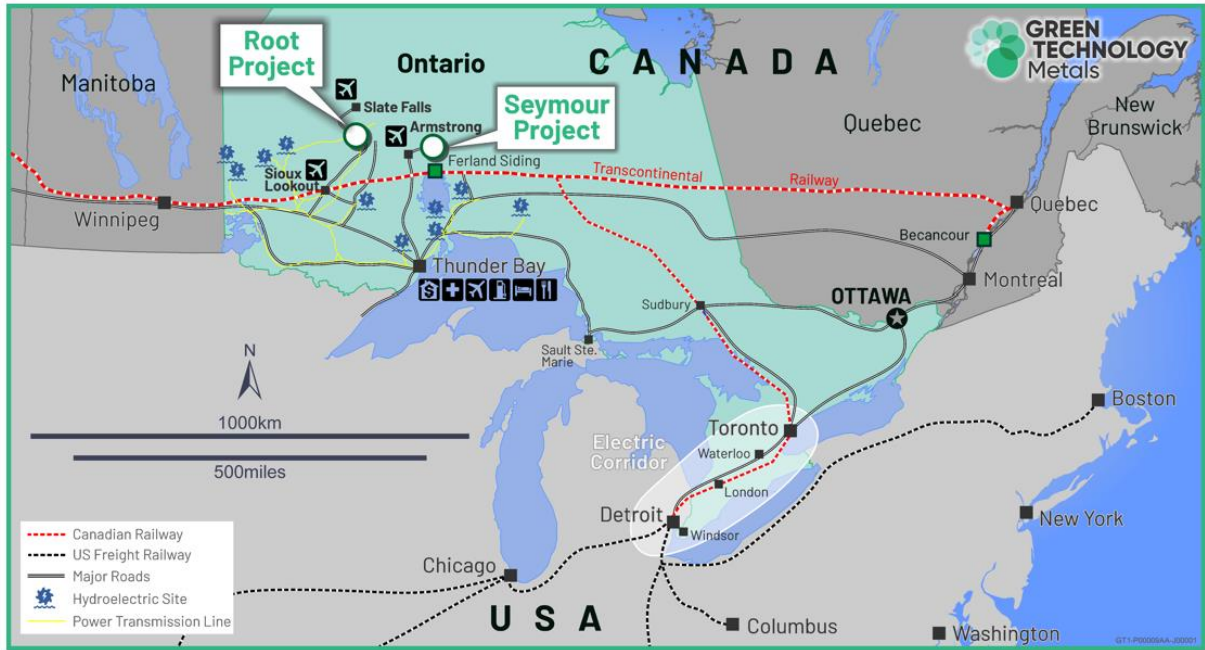 GREEN
TECHNOLOGY
Metals
CANADA
Ontario
Manitoba
Quebec
New
Brunswick
Root
Project
Slate Falls
Seymour
Project
Armstrong
Ferland Siding
Sioux
Lookout
Transcontinental
Railway
Winnipeg
Quebec
Becancour
Thunder Bay
Montreal
OTTAWA
Sudbury
Sault Ste.
Marie
N
1000km
500miles
Boston
Toronto
Electric
Corridor
Waterloo
London
Detroit
Windsor
New York
Chicago
USA
Columbus
Washington
Canadian Railway
US Freight Railway
Major Roads
Hydroelectric Site
Power Transmission Line
GT1-P00009AA-J00001